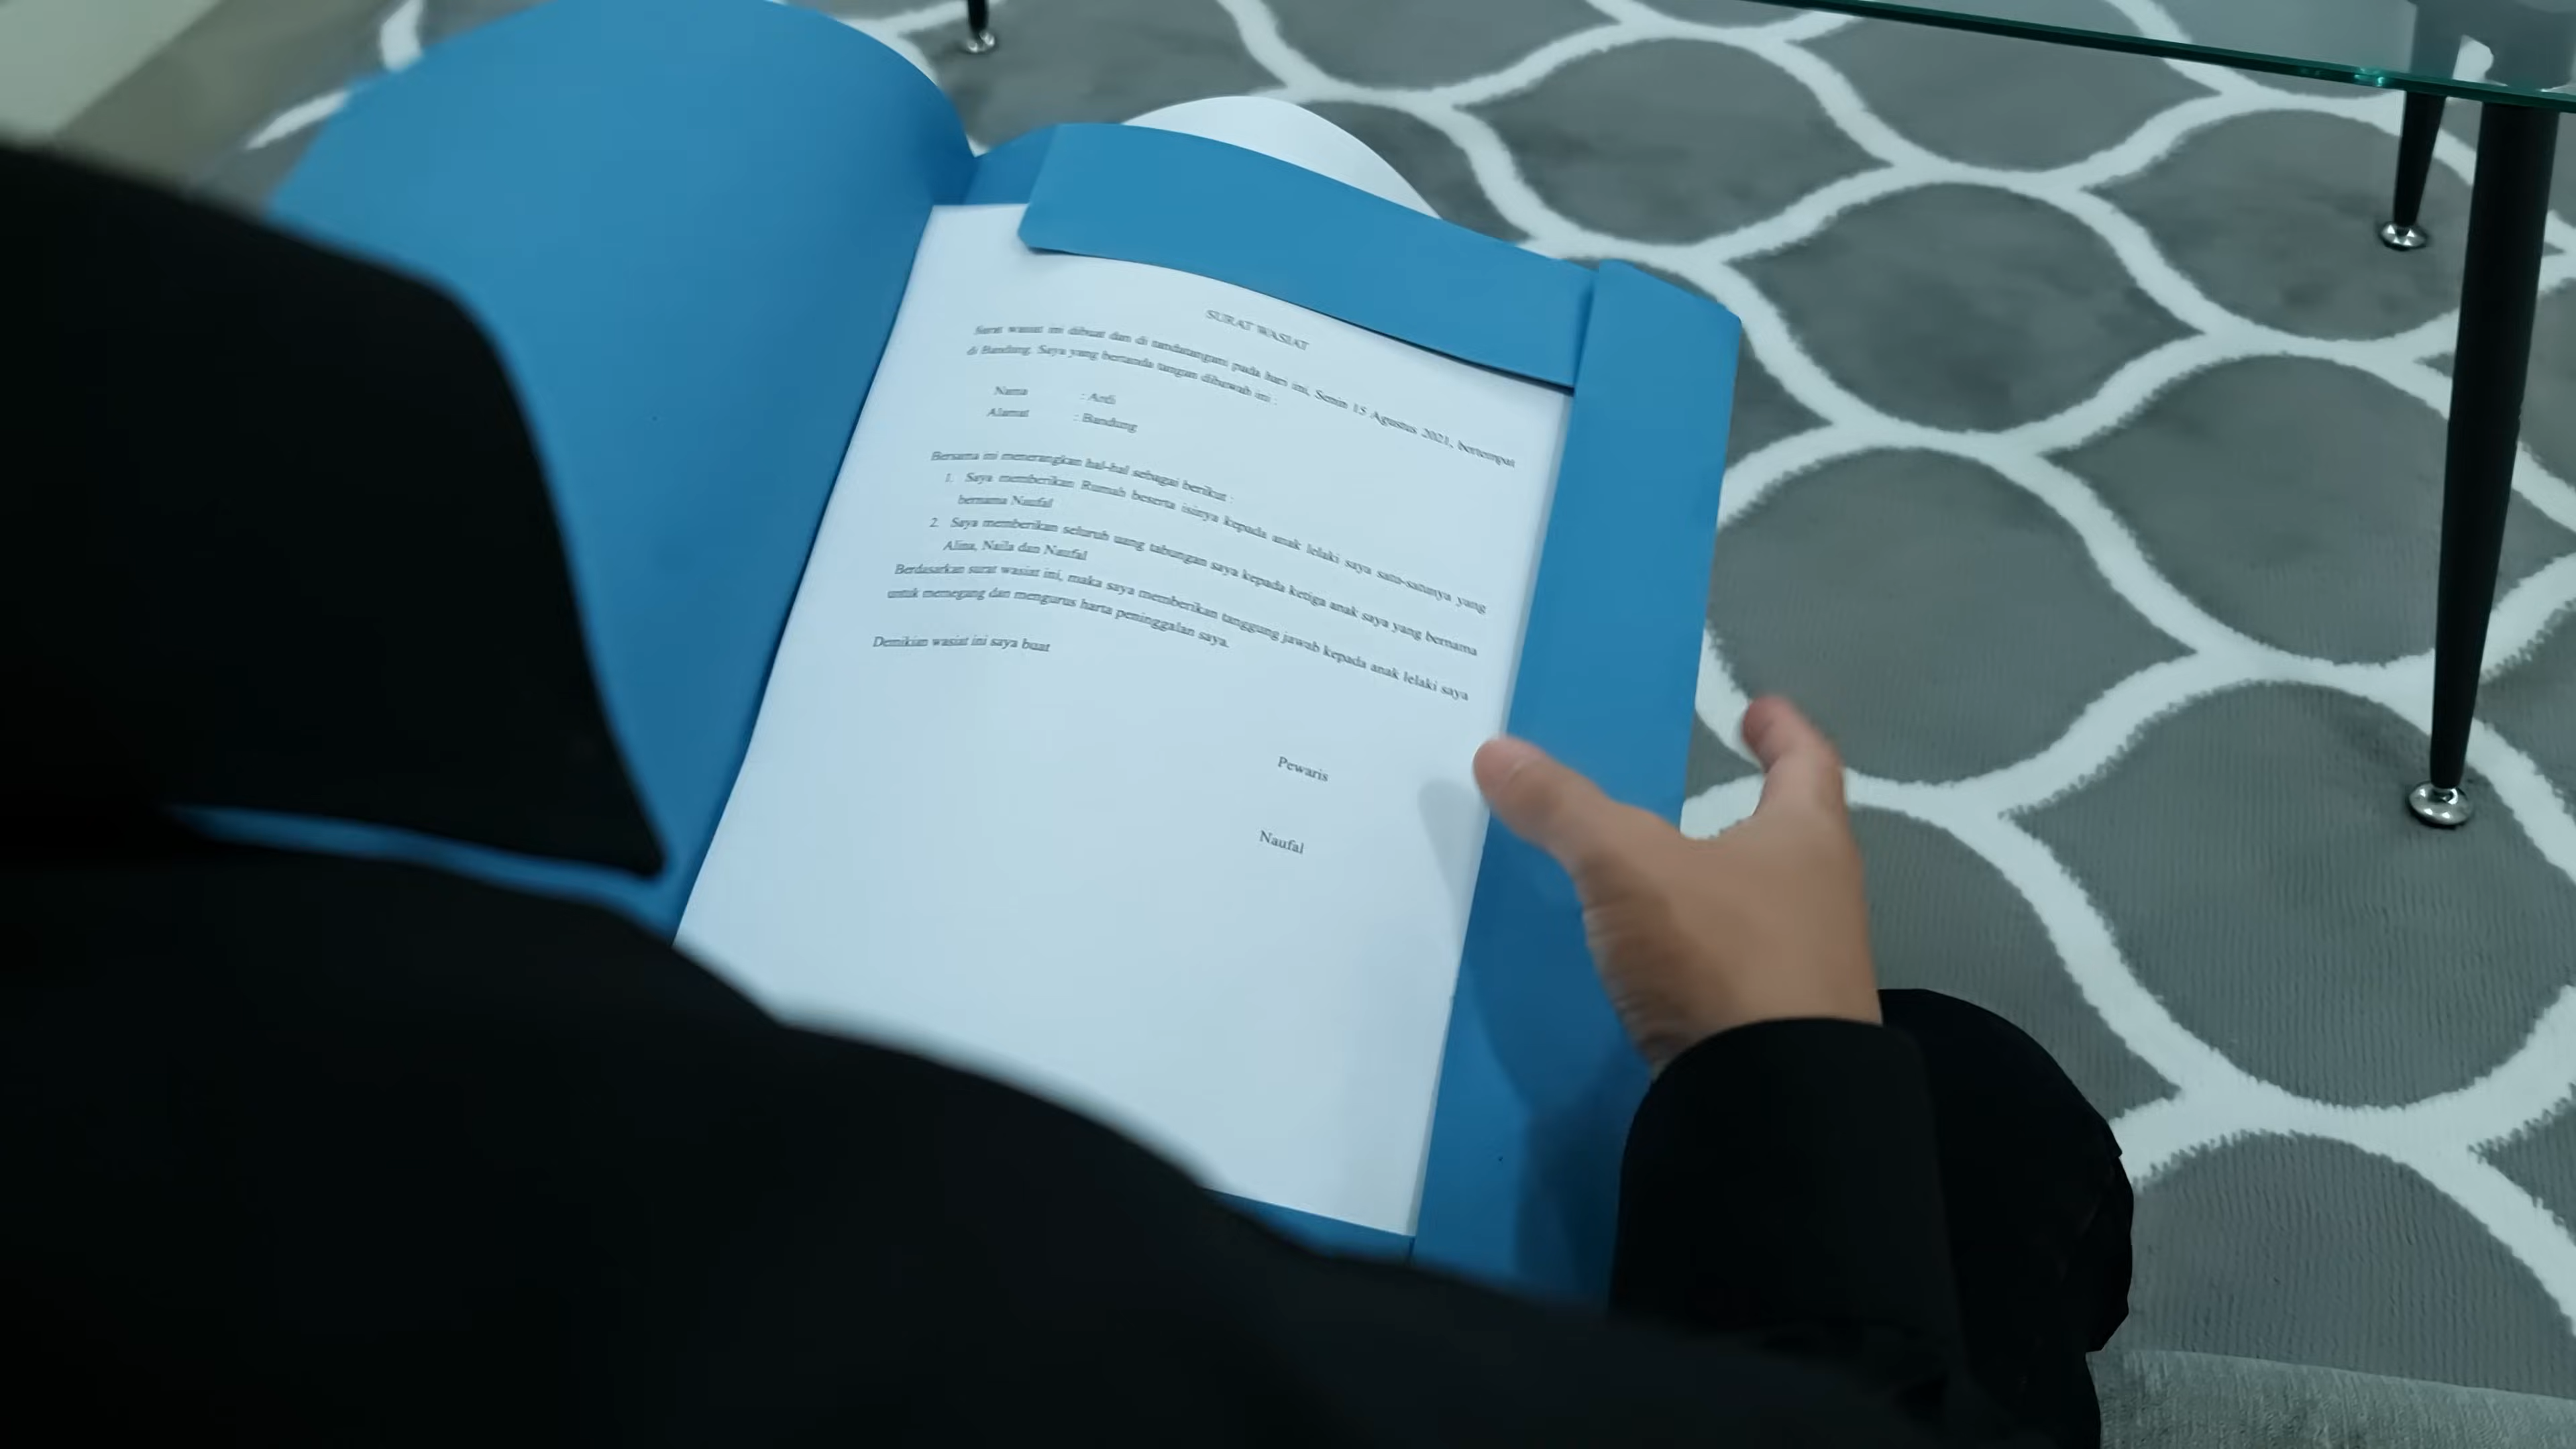 SURAT WASIAT
Surat wasiat ini dibuat dan di tandatangani pada hari ini, Senin 15 Agustus 2021, bertempat
di Bandung. Saya yang bertanda tangan dibawah ini :
Nama : Ardi
Alamat : Bandung
Bersama ini menerangkan hal-hal sebagai berikut :
1. Saya memberikan Rumah beserta isinya kepada anak lelaki saya satu-satunya yang
bernama Naufal
2. Saya memberikan seluruh uang tabungan saya kepada ketiga anak saya yang bernama
Alina, Naila dan Naufal
Berdasarkan surat wasiat ini, maka saya memberikan tanggung jawab kepada anak lelaki saya
untuk memegang dan mengurus harta peninggalan saya.
Demikian wasiat ini saya buat
Pewaris
Naufal